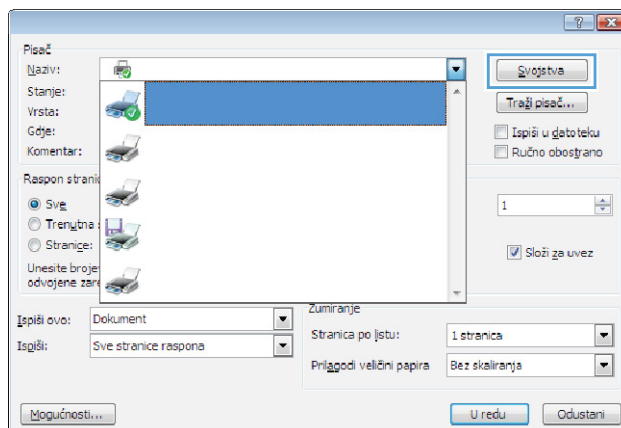 Pisač
Naziv:
Svojstva
Stanje:
Traži pisač...
Vrsta:
Gdje:
Ispiši u datoteku
Komentar:
Ručno obostrano
Raspon stranic
Sve
1
Trenutna s
Stranice:
Složi za uvez
Unesite brojev
odvojene zare
Zumiranje
Ispiši ovo: Dokument
Stranica po listu: 1 stranica
Ispiši: Sve stranice raspona
Prilagodi veličini papira Bez skaliranja
Mogućnosti... U redu Odustani